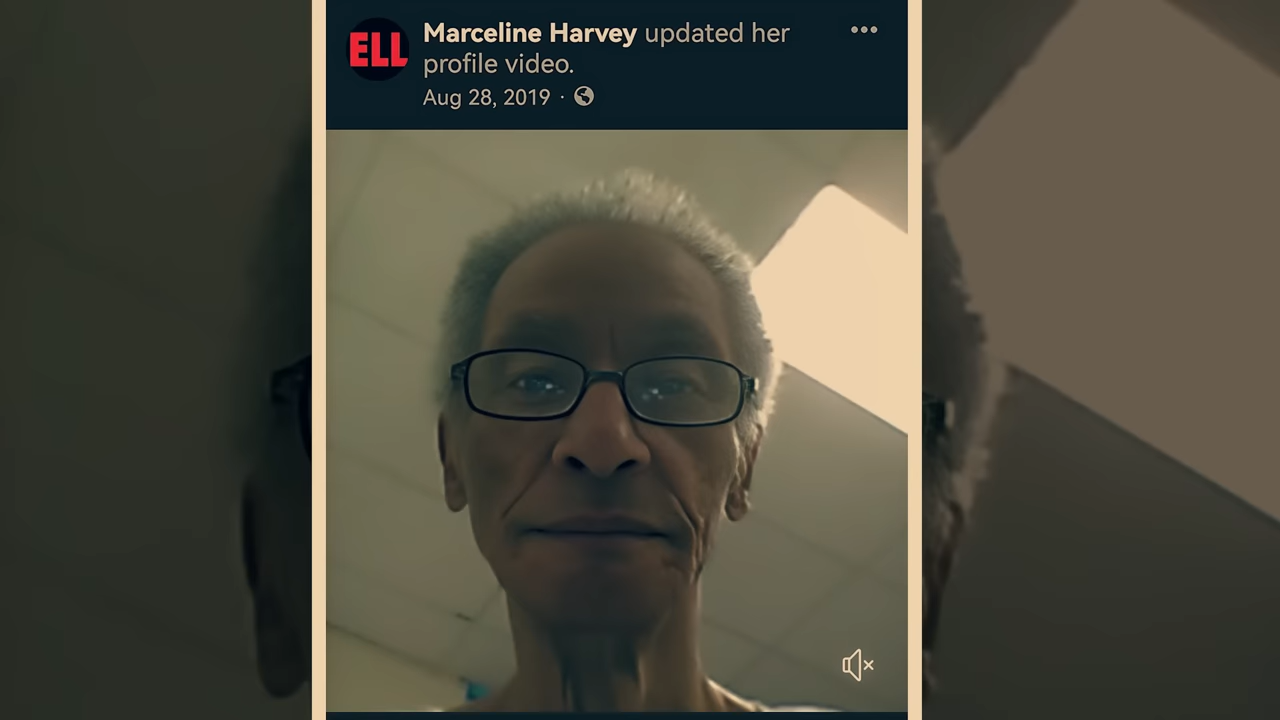 ELL
Marceline Harvey updated her
profile video.
Aug 28, 2019 ·